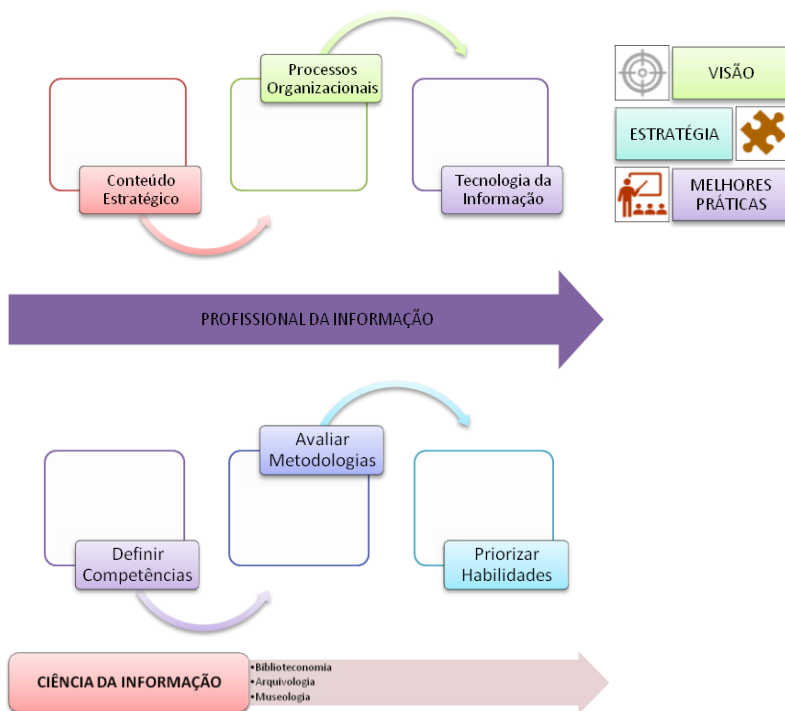 Processos
Organizacionais
Conteúdo
Estratégico
Tecnologia da
Informação
VISÃO
ESTRATÉGIA
MELHORES
PRÁTICAS
PROFISSIONAL DA INFORMAÇÃO
Avaliar
Metodologias
Definir
Competências
Priorizar
Habilidades
CIÊNCIA DA INFORMAÇÃO
•Biblioteconomia
•Arquivologia
•Museologia